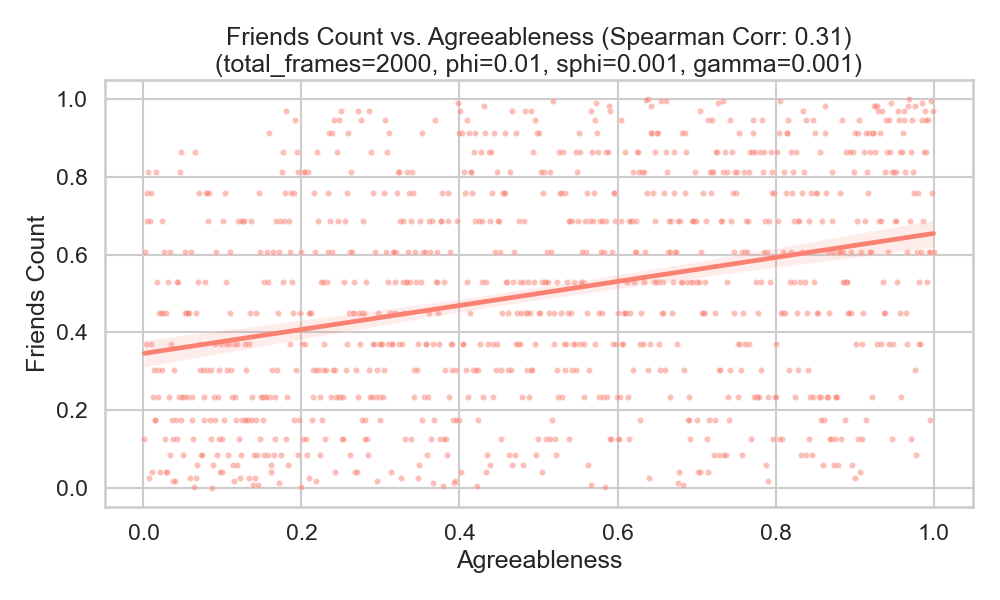 Friends Count vs. Agreeableness (Spearman Corr: 0.31)
(total_frames=2000, phi=0.01, sphi=0.001, gamma=0.001)
Friends Count
1.0
0.8
0.6
0.4
0.2
0.0
0.0 0.2 0.4 0.6 0.8 1.0
Agreeableness